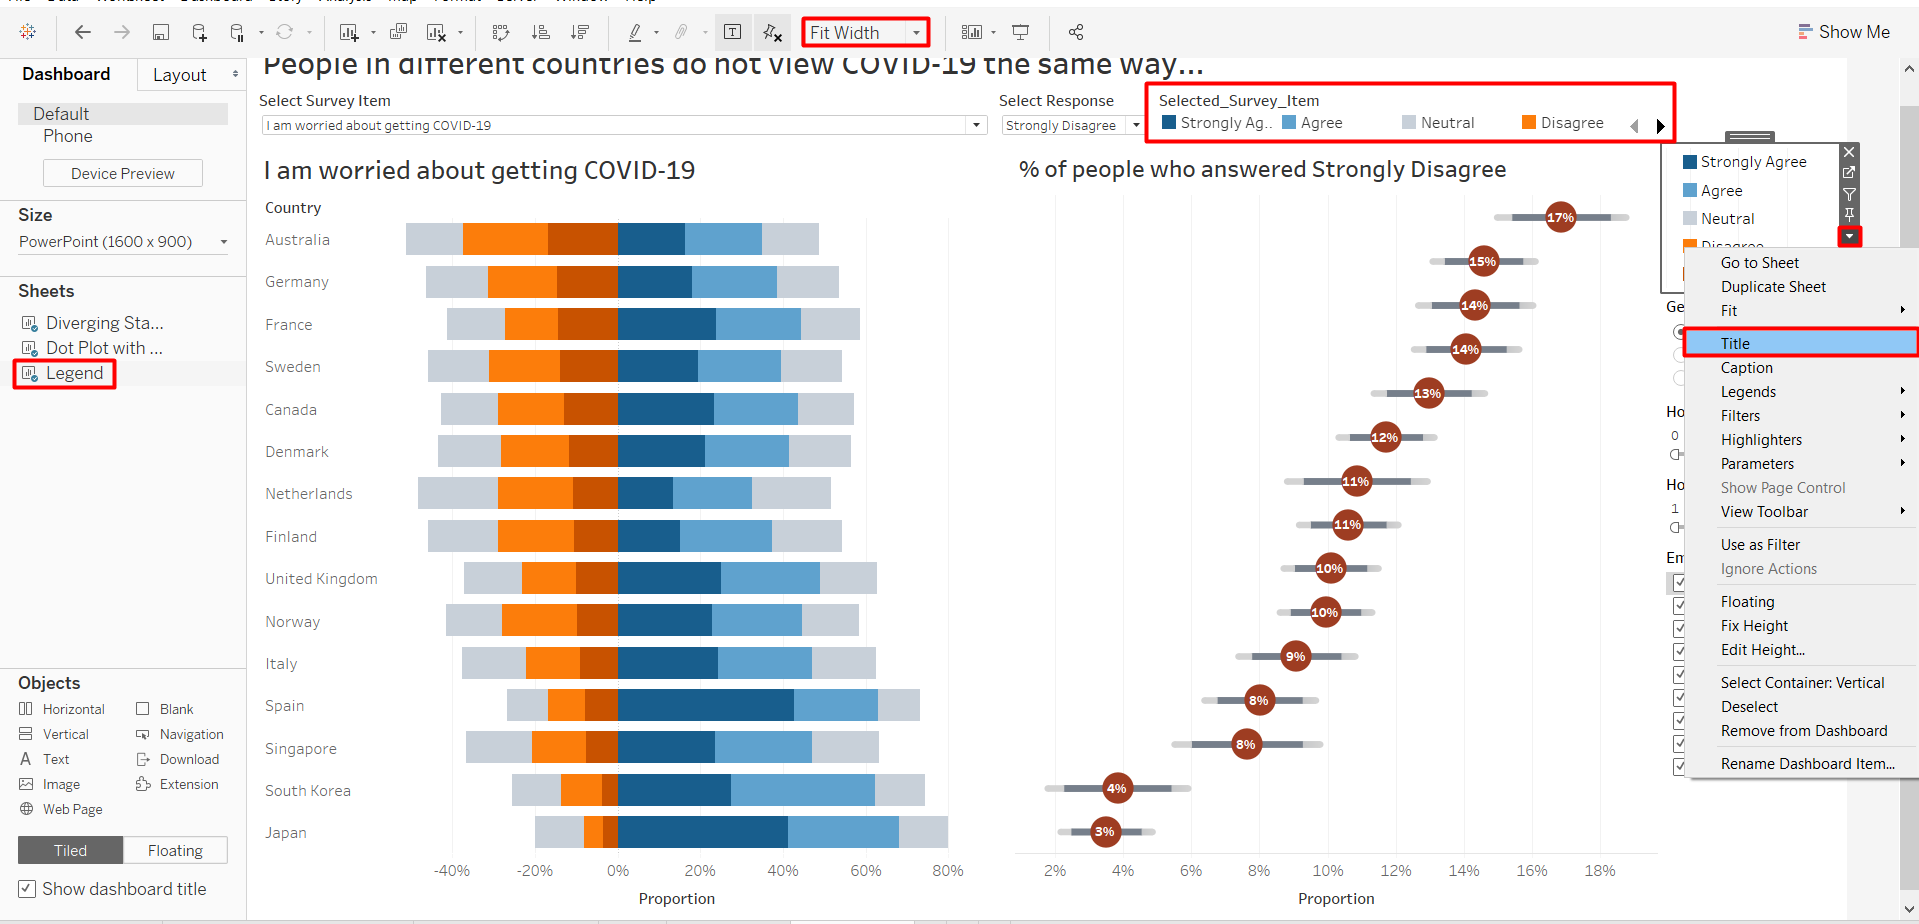 Fit Width
Show Me
Dashboard
Layout
Default
Phone
Device Preview
Size
PowerPoint (1600 x 900)
Sheets
Diverging Sta...
Dot Plot with ...
Legend
Objects
Horizontal
Blank
Vertical
Navigation
Text
Download
Image
Extension
Web Page
Tiled
Floating
Show dashboard title
People in different countries do not view COVID-19 the same way...
Select Survey Item
I am worried about getting COVID-19
Select Response
Strongly Disagree
Selected_Survey_Item
Strongly Ag..
Agree
Neutral
Disagree
I am worried about getting COVID-19
Country
Australia
Germany
France
Sweden
Canada
Denmark
Netherlands
Finland
United Kingdom
Norway
Italy
Spain
Singapore
South Korea
Japan
-40% -20% 0% 20% 40% 60% 80%
Proportion
% of people who answered Strongly Disagree
17%
15%
14%
14%
13%
12%
11%
11%
10%
10%
9%
8%
8%
4%
3%
2% 4% 6% 8% 10% 12% 14% 16% 18%
Proportion
Strongly Agree
Agree
Neutral
Disagree
Ge
Ho
0
Ho
1
Em
Go to Sheet
Duplicate Sheet
Fit
Title
Caption
Legends
Filters
Highlighters
Parameters
Show Page Control
View Toolbar
Use as Filter
Ignore Actions
Floating
Fix Height
Edit Height...
Select Container: Vertical
Deselect
Remove from Dashboard
Rename Dashboard Item...